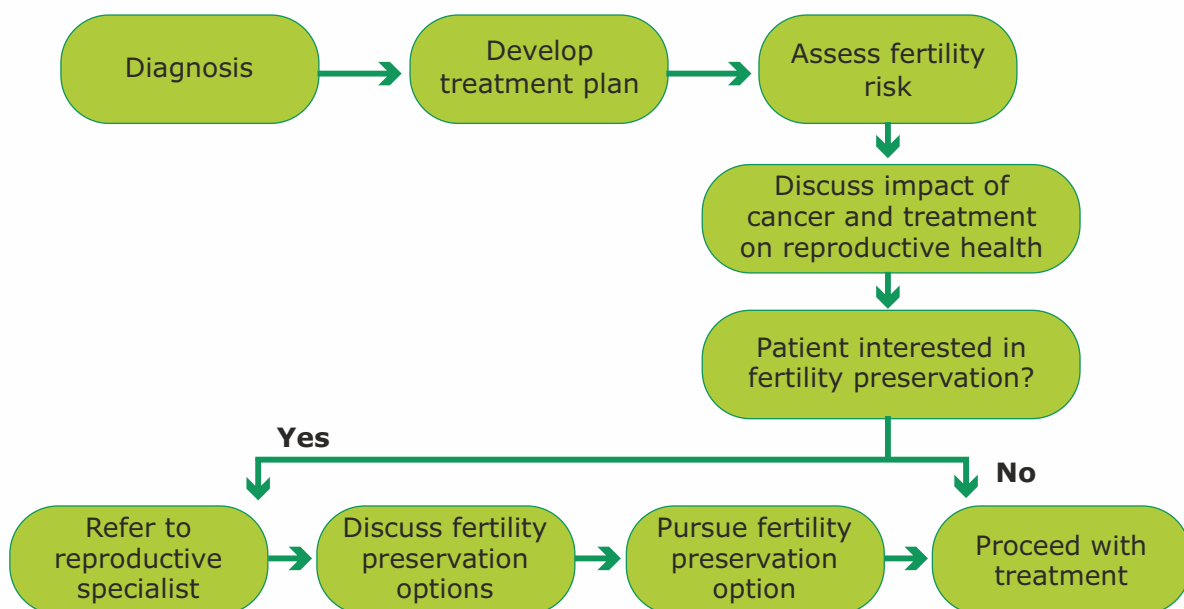 Diagnosis
Develop
treatment plan
Assess fertility
risk
Discuss impact of
cancer and treatment
on reproductive health
Patient interested in
fertility preservation?
Yes
No
Refer to
reproductive
specialist
Discuss fertility
preservation
options
Pursue fertility
preservation
option
Proceed with
treatment